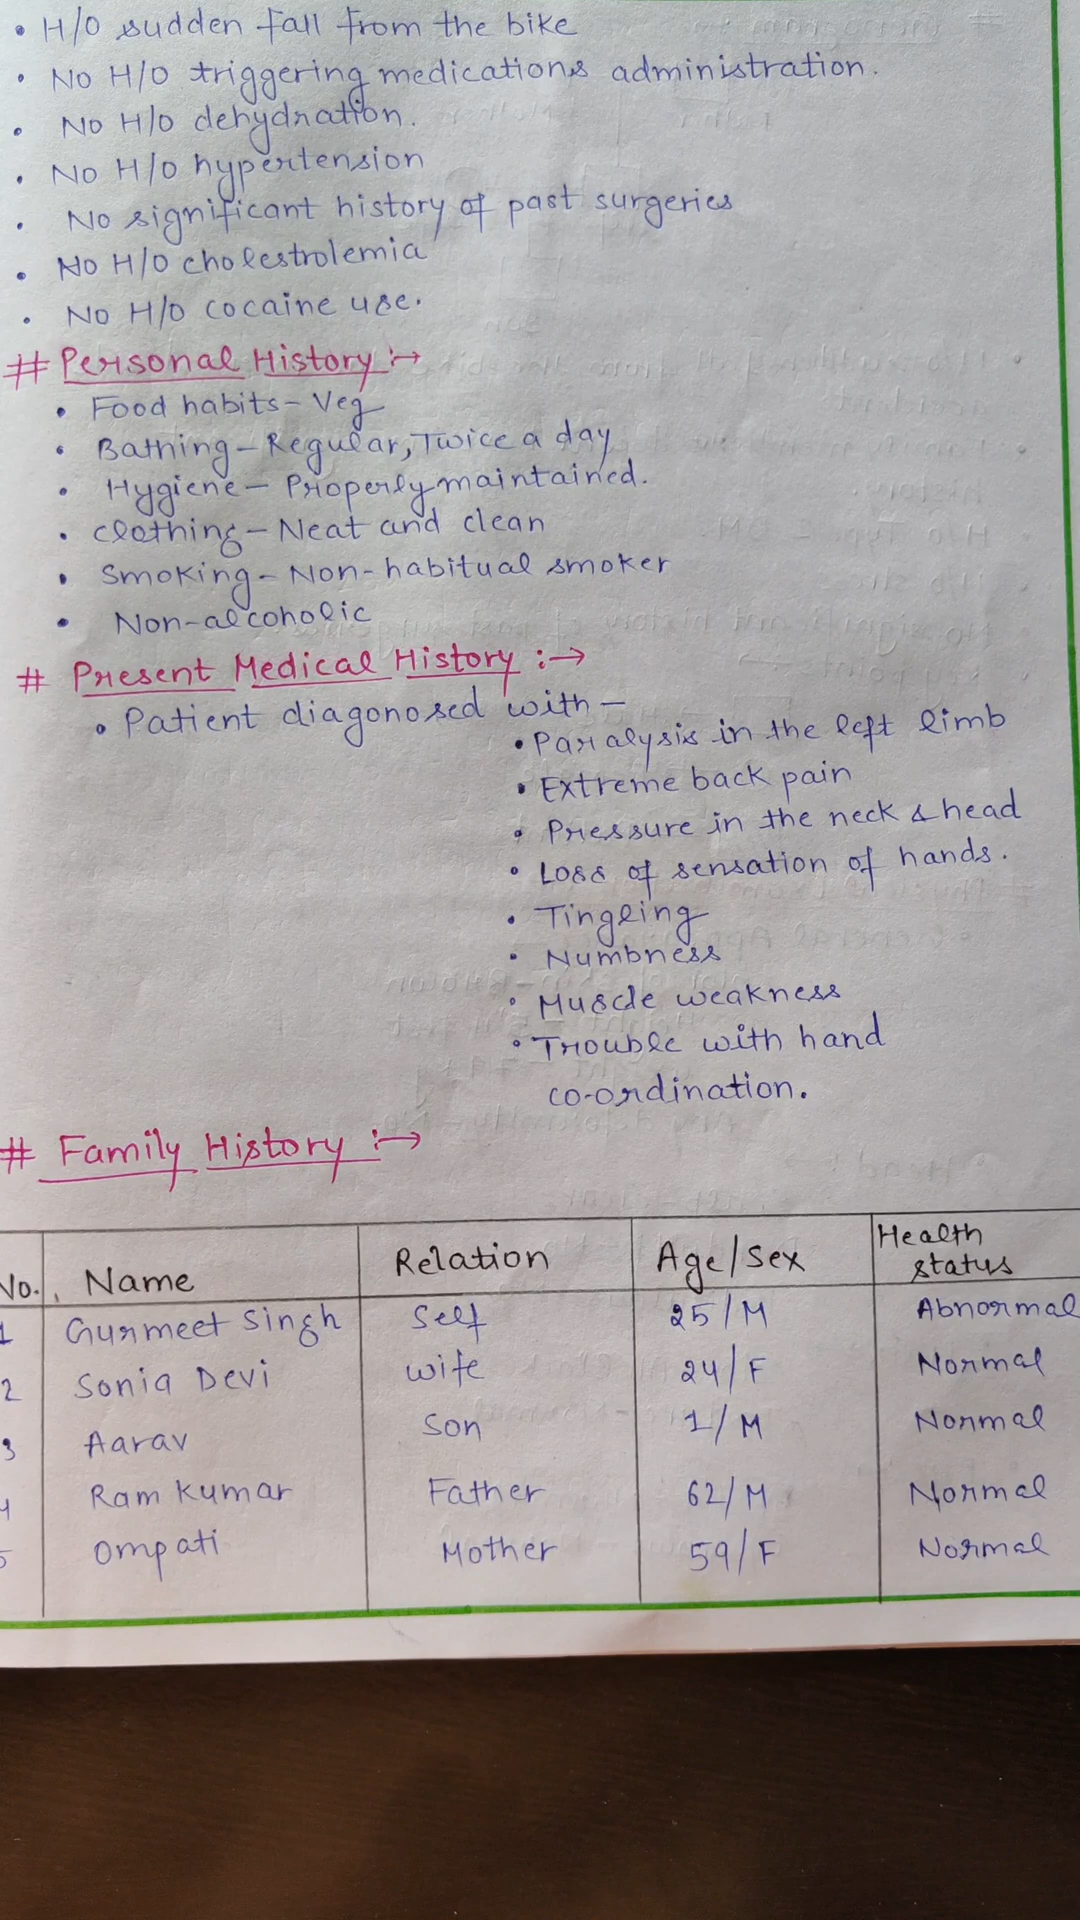 • H/O sudden fall from the bike
• No H/O triggering medications administration.
• No H/O dehydration.
• No H/O hypertension
• No significant history of past surgeries
• No H/O cholestrolemia
• No H/O cocaine use.
# Personal History :→
• Food habits - Veg
• Bathing - Regular, Twice a day
• Hygiene - Properly maintained.
• Clothing - Neat and clean
• Smoking - Non-habitual smoker
• Non-alcoholic
# Present Medical History :→
• Patient diagonosed with -
• Paralysis in the left limb
• Extreme back pain
• Pressure in the neck & head
• Loss of sensation of hands.
• Tingling
• Numbness
• Muscle weakness
• Trouble with hand
co-ordination.
# Family History :→
No. Name Relation Age/Sex Health status
1 Gurmeet Singh Self 25/M Abnormal
2 Sonia Devi wife 24/F Normal
3 Aarav Son 1/M Normal
4 Ram Kumar Father 62/M Normal
5 Ompati Mother 59/F Normal